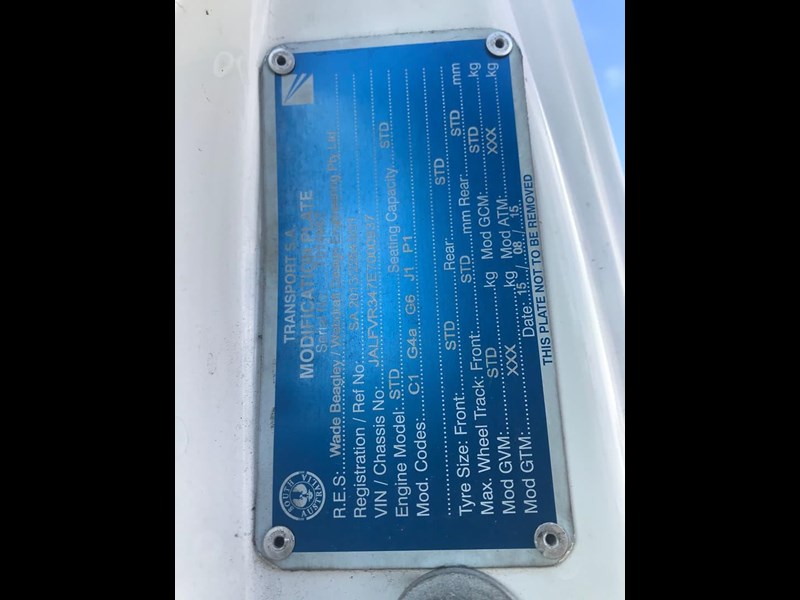 TRANSPORT S.A.
MODIFICATION PLATE
SOUTH AUSTRALIA
R.E.S: Wade Beagley /
Registration / Ref No: SA
VIN / Chassis No:
Engine Model: STD Seating Capacity STD
Mod. Codes: C1 G4a G6 J1 P1
Tyre Size: Front: STD Rear: STD mm
Max. Wheel Track: Front: STD mm Rear: STD
Mod GVM: STD kg Mod GCM: STD kg
Mod GTM: XXX kg Mod ATM: XXX kg
Date: 15 / 08 / 15
THIS PLATE NOT TO BE REMOVED